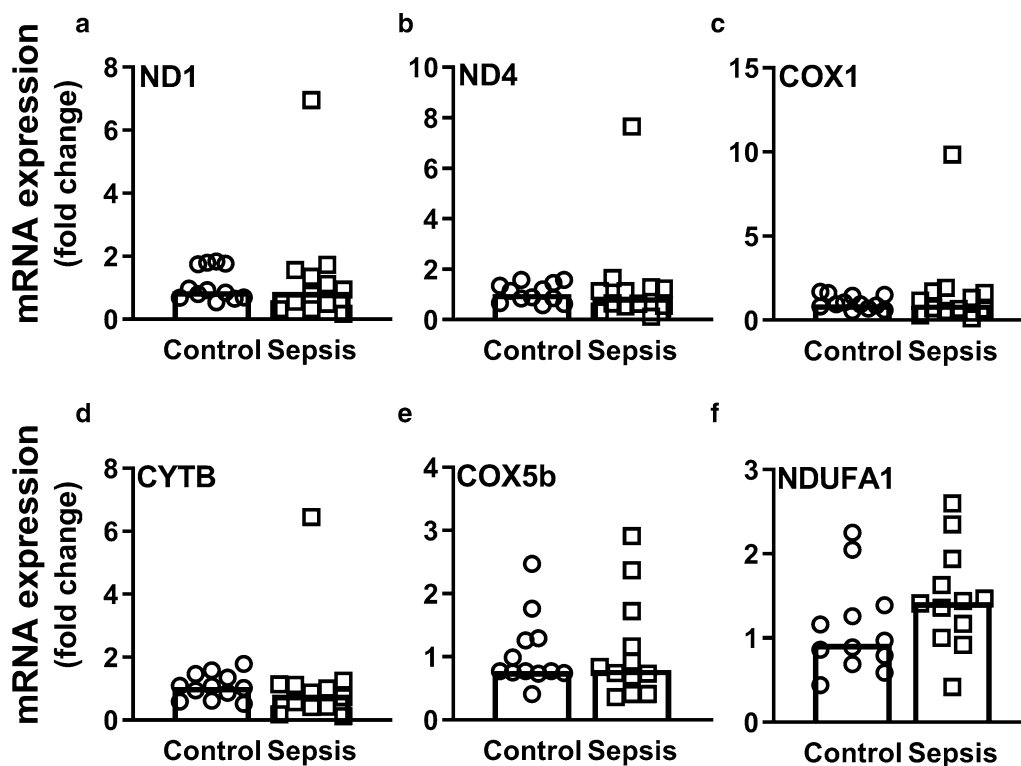 a
b
c
mRNA expression
(fold change)
8
6
4
2
0
ND1
Control Sepsis
10
8
6
4
2
0
ND4
Control Sepsis
15
10
5
0
COX1
Control Sepsis
d
e
f
mRNA expression
(fold change)
8
6
4
2
0
CYTB
Control Sepsis
4
3
2
1
0
COX5b
Control Sepsis
3
2
1
0
NDUFA1
Control Sepsis